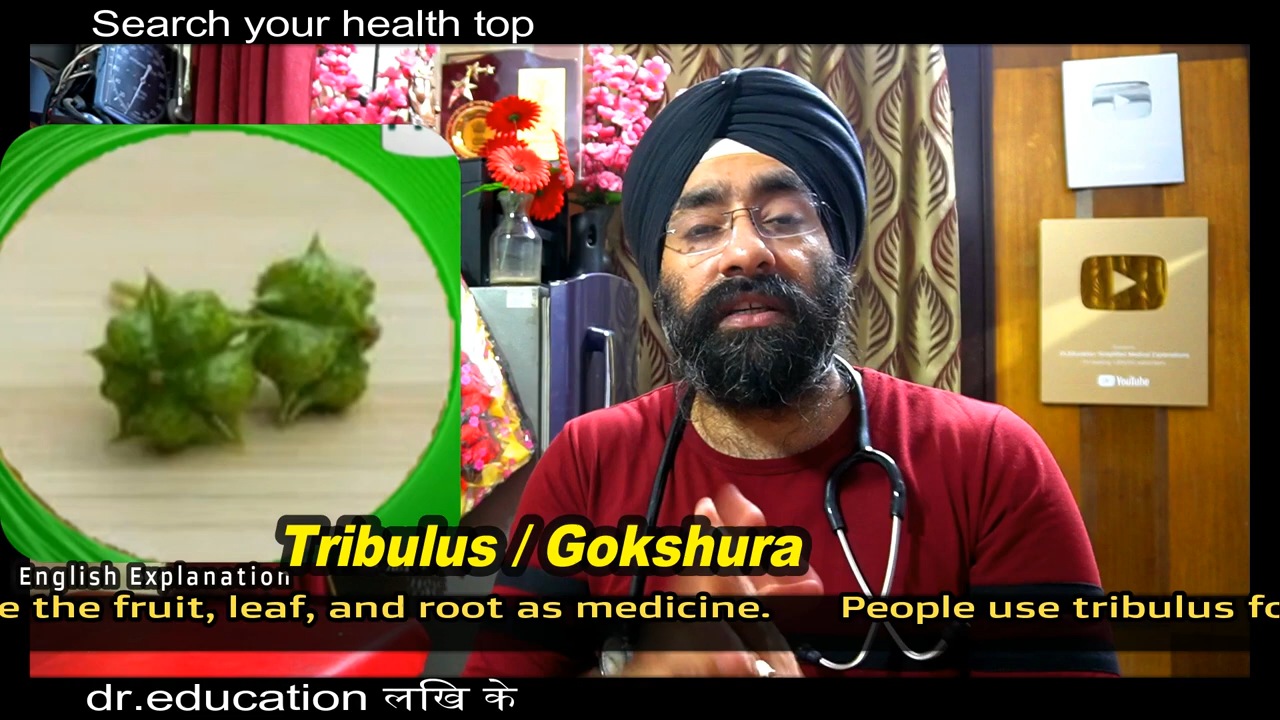 Search your health top
YouTube
Tribulus / Gokshura
English Explanation
e the fruit, leaf, and root as medicine. People use tribulus fo
dr.education लखि के